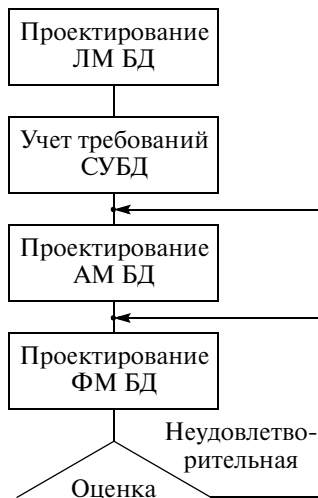 Проектирование
ЛМ БД
Учет требований
СУБД
Проектирование
АМ БД
Проектирование
ФМ БД
Неудовлетво-
рительная
Оценка